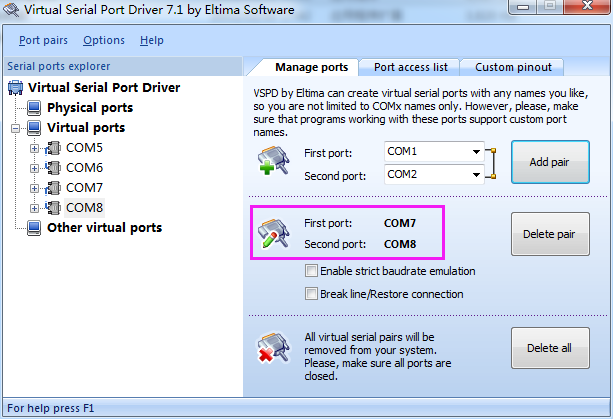 Virtual Serial Port Driver 7.1 by Eltima Software
Port pairs Options Help
Serial ports explorer
Virtual Serial Port Driver
Physical ports
Virtual ports
COM5
COM6
COM7
COM8
Other virtual ports
Manage ports Port access list Custom pinout
VSPD by Eltima can create virtual serial ports with any names you like,
so you are not limited to COMx names only. However, please, make
sure that programs working with these ports support custom port
names.
First port: COM1
Second port: COM2
Add pair
First port: COM7
Second port: COM8
Delete pair
Enable strict baudrate emulation
Break line/Restore connection
All virtual serial pairs will be
removed from your system.
Please, make sure all ports are
closed.
Delete all
For help press F1